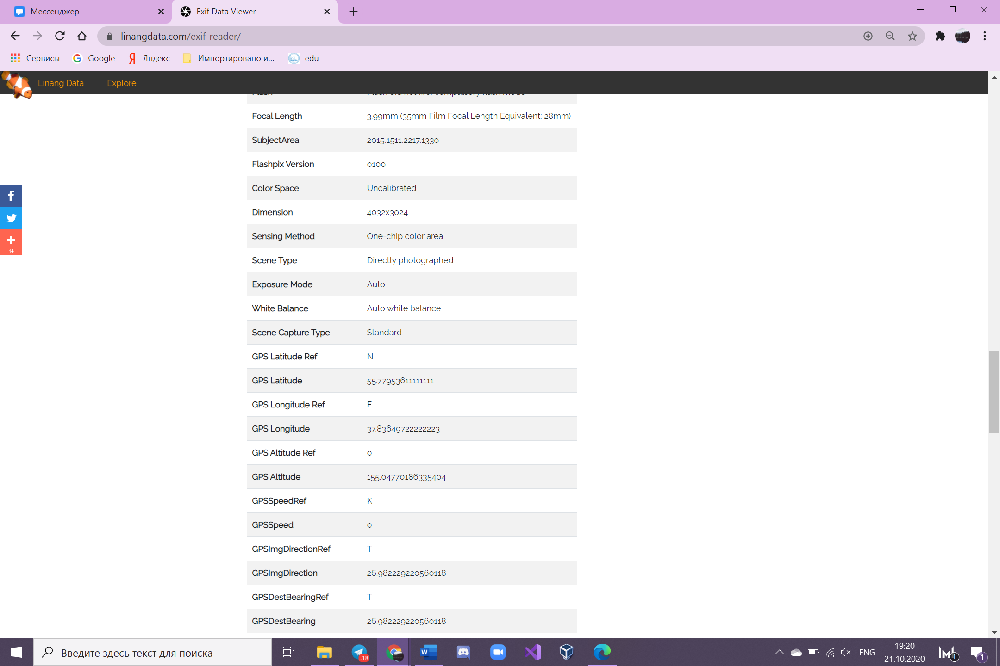 Мессенджер
Exif Data Viewer
linangdata.com/exif-reader/
Сервисы
Google
Яндекс
Импортировано и...
edu
Linang Data
Explore
Focal Length 3.99mm (35mm Film Focal Length Equivalent: 28mm)
SubjectArea 2015,1511,2217,1330
Flashpix Version 0100
Color Space Uncalibrated
Dimension 4032x3024
Sensing Method One-chip color area
Scene Type Directly photographed
Exposure Mode Auto
White Balance Auto white balance
Scene Capture Type Standard
GPS Latitude Ref N
GPS Latitude 55.77953611111111
GPS Longitude Ref E
GPS Longitude 37.83649722222223
GPS Altitude Ref 0
GPS Altitude 155.04770186335404
GPSSpeedRef K
GPSSpeed 0
GPSImgDirectionRef T
GPSImgDirection 26.982229220560118
GPSDestBearingRef T
GPSDestBearing 26.982229220560118
14
Введите здесь текст для поиска
..18
ENG
19:20
21.10.2020
1
1